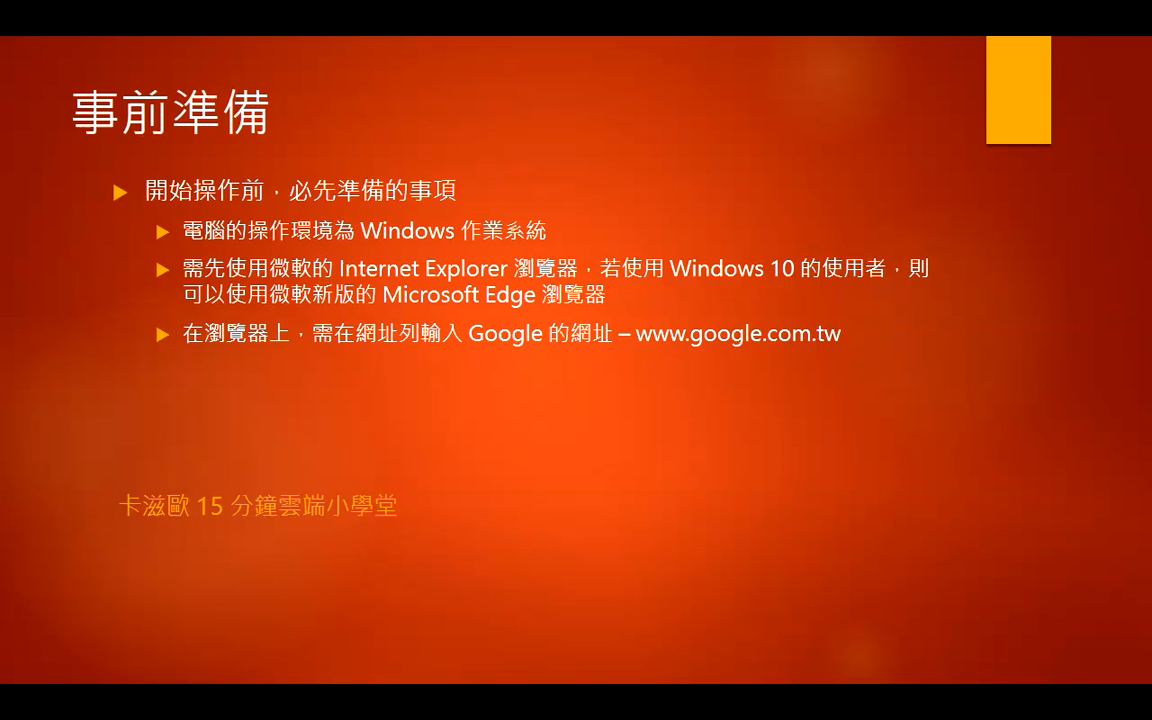 事前準備
開始操作前，必先準備的事項
電腦的操作環境為 Windows 作業系統
需先使用微軟的 Internet Explorer 瀏覽器，若使用 Windows 10 的使用者，則
可以使用微軟新版的 Microsoft Edge 瀏覽器
在瀏覽器上，需在網址列輸入 Google 的網址 – www.google.com.tw
卡滋歐 15 分鐘雲端小學堂